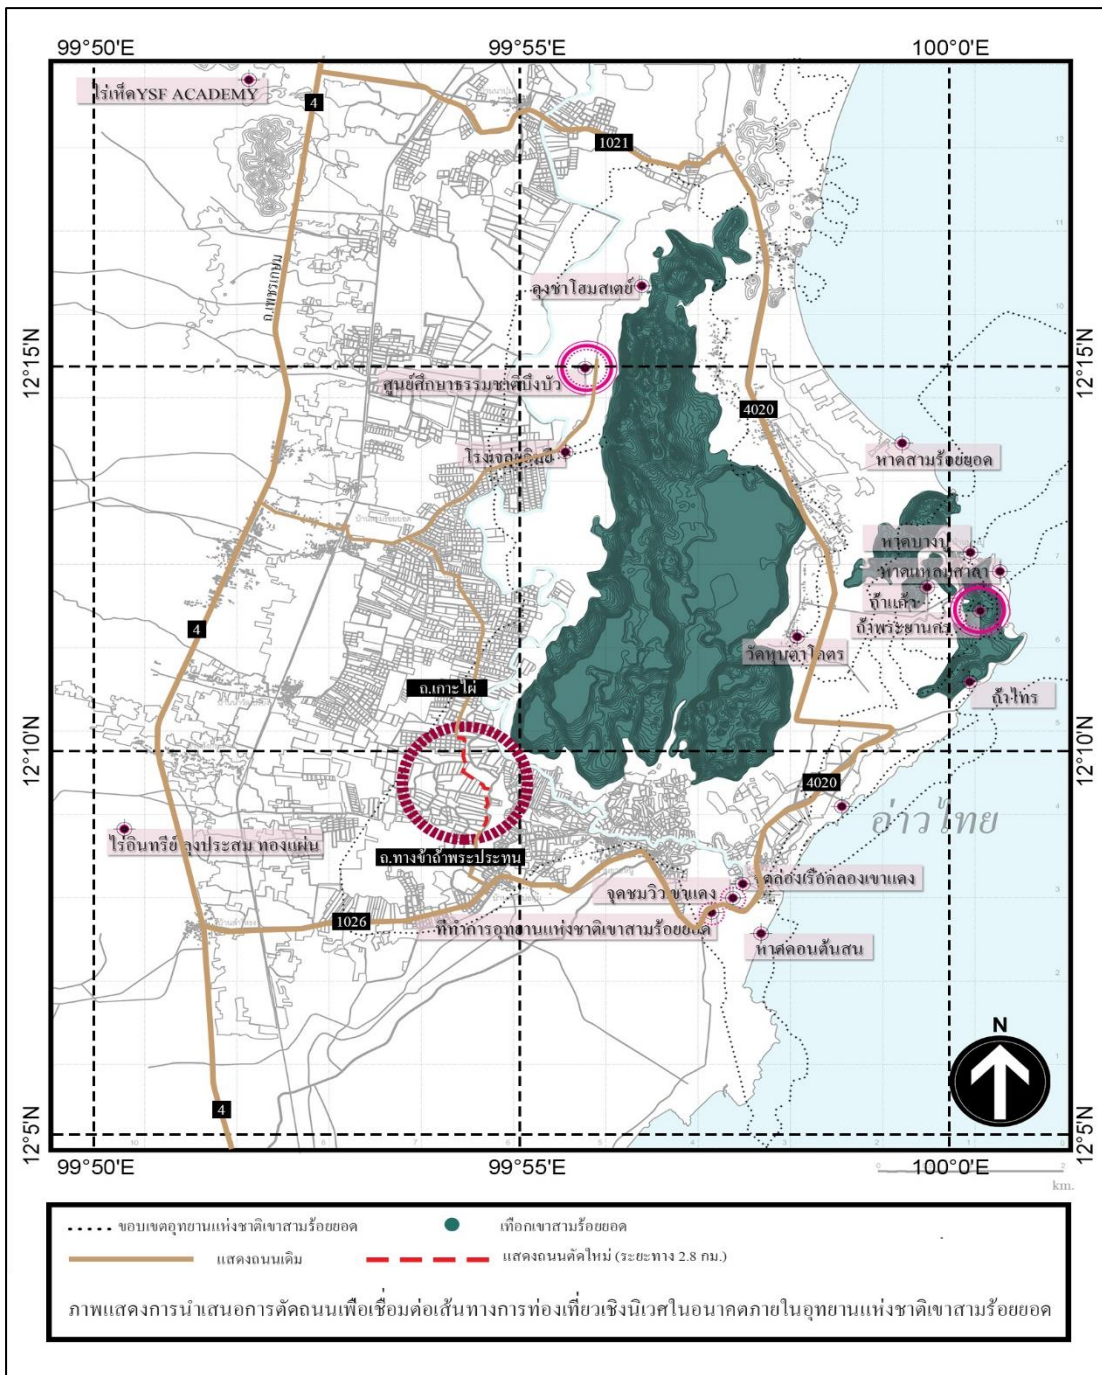 99°50'E 99°55'E 100°0'E
ไร่เห็ดYSF ACADEMY
4
1021
ถ.เพชรเกษม
ลุงช่าโฮมสเตย์
12°15'N 12°15'N
ศูนย์ศึกษาธรรมชาติบึงบัว
4020
หาดสามร้อยยอด
หาดบางปู
หาดแหลมศาลา
ถ้ำแก้ว
4
วัดหุบตาโคตร
ถ.เกาะไผ่
ถ้ำไทร
12°10'N 12°10'N
4020
อ่าวไทย
ไร่อินทรีย์ ลุงประสม ทองแผ่น
ถ.ทางเข้าถ้ำพระประทุน
ล่องเรือคลองเขาแดง
จุดชมวิวเขาแดง
1026
ที่ทำการอุทยานแห่งชาติเขาสามร้อยยอด
หาดดอนต้นสน
N
4
12°5'N 12°5'N
99°50'E 99°55'E 100°0'E
0 2
km.
ขอบเขตอุทยานแห่งชาติเขาสามร้อยยอด เทือกเขาสามร้อยยอด
แสดงถนนเดิม แสดงถนนตัดใหม่ (ระยะทาง 2.8 กม.)
ภาพแสดงการนำเสนอการตัดถนนเพื่อเชื่อมต่อเส้นทางการท่องเที่ยวเชิงนิเวศในอนาคตภายในอุทยานแห่งชาติเขาสามร้อยยอด